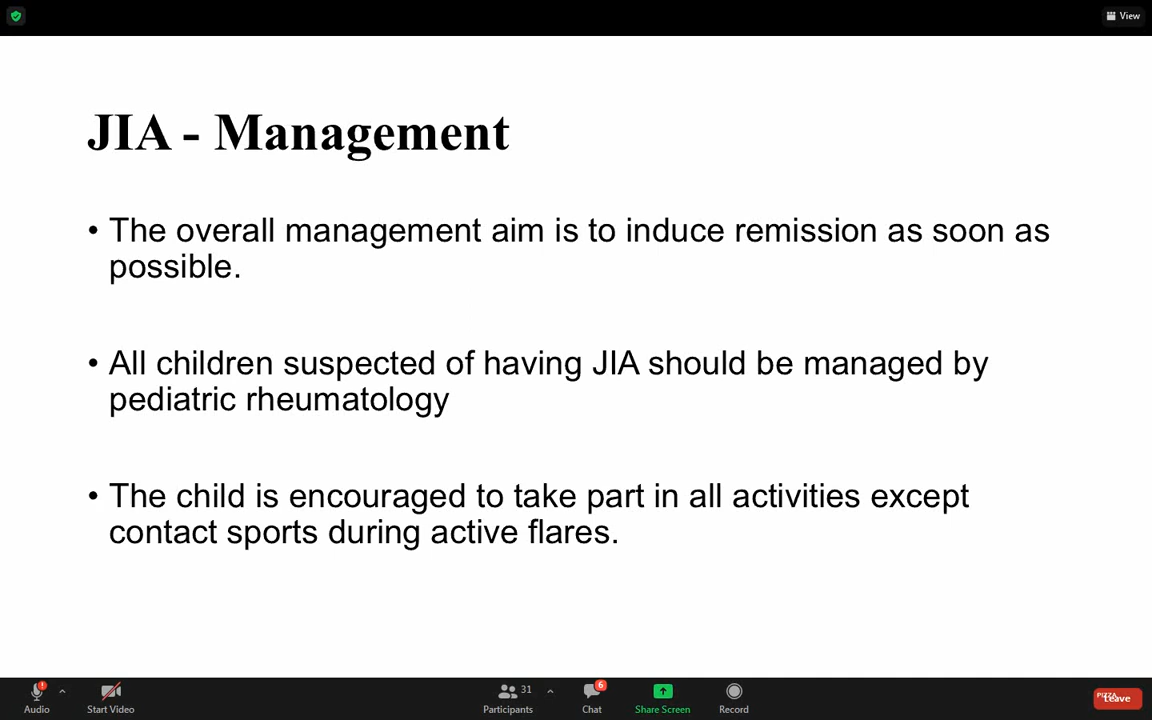 View
JIA - Management
• The overall management aim is to induce remission as soon as
possible.
• All children suspected of having JIA should be managed by
pediatric rheumatology
• The child is encouraged to take part in all activities except
contact sports during active flares.
31
6
Audio
Start Video
Participants
Chat
Share Screen
Record
PIZZA
Leave